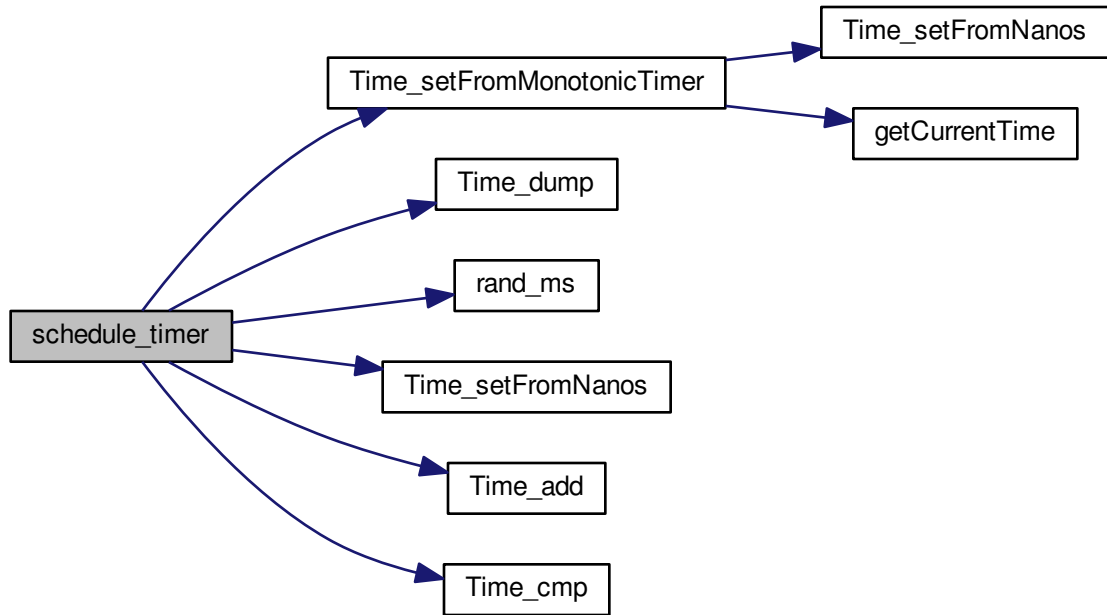 Time_setFromNanos
Time_setFromMonotonicTimer
getCurrentTime
Time_dump
rand_ms
schedule_timer
Time_setFromNanos
Time_add
Time_cmp